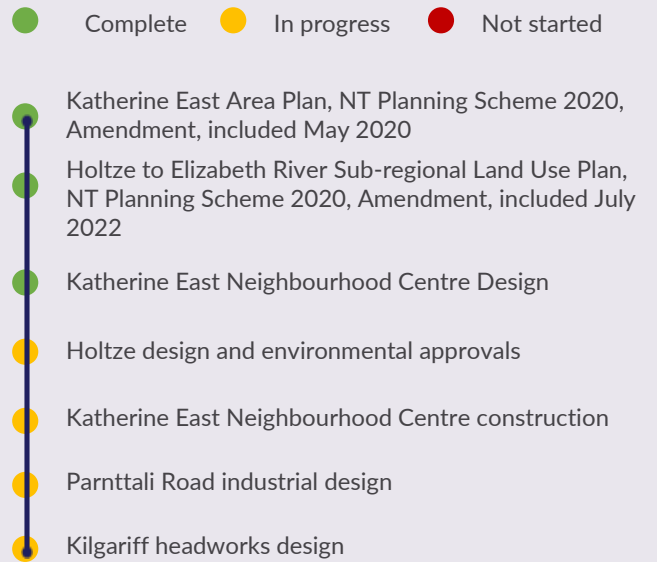 Complete In progress Not started
Katherine East Area Plan, NT Planning Scheme 2020,
Amendment, included May 2020
Holtze to Elizabeth River Sub-regional Land Use Plan,
NT Planning Scheme 2020, Amendment, included July
2022
Katherine East Neighbourhood Centre Design
Holtze design and environmental approvals
Katherine East Neighbourhood Centre construction
Parnttali Road industrial design
Kilgariff headworks design